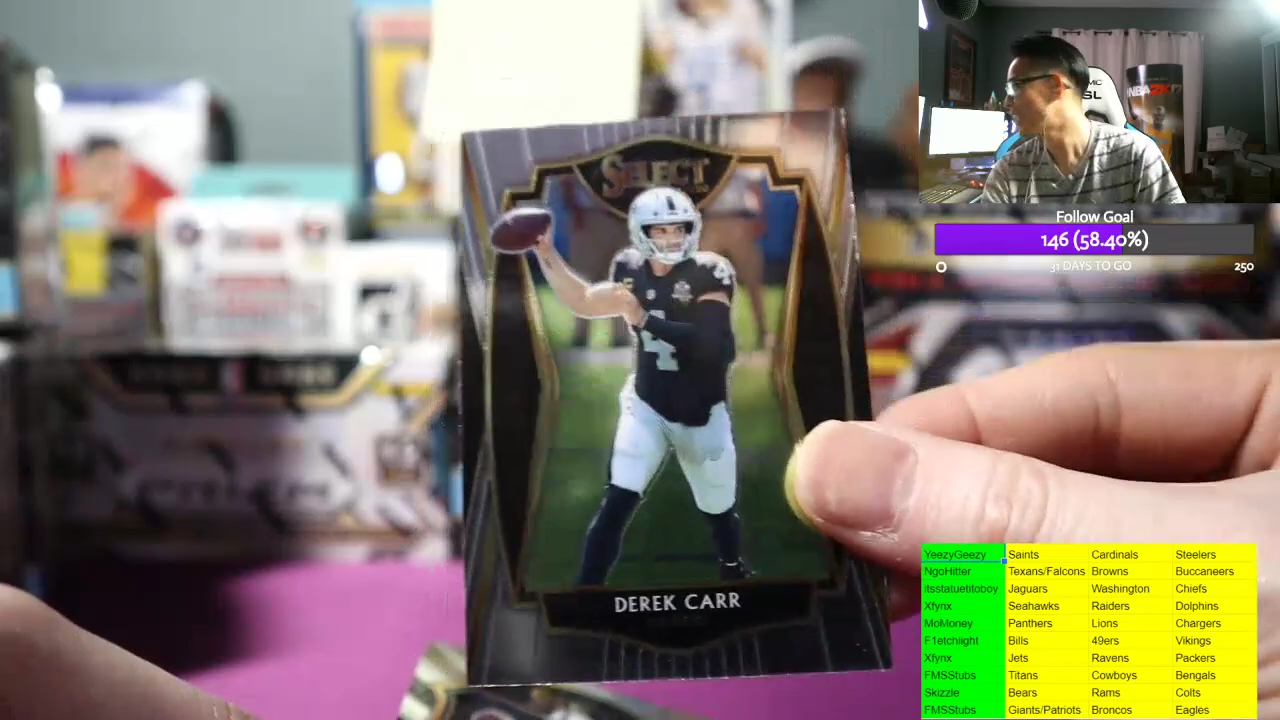 SELECT
4
DEREK CARR
MC
SL
NBA2K17
Follow Goal
146 (58.40%)
0 31 DAYS TO GO 250
YeezyGeezy Saints Cardinals Steelers
NgoHitter Texans/Falcons Browns Buccaneers
itsstatuetitoboy Jaguars Washington Chiefs
Xfynx Seahawks Raiders Dolphins
MoMoney Panthers Lions Chargers
F1etchlight Bills 49ers Vikings
Xfynx Jets Ravens Packers
FMSStubs Titans Cowboys Bengals
Skizzle Bears Rams Colts
FMSStubs Giants/Patriots Broncos Eagles